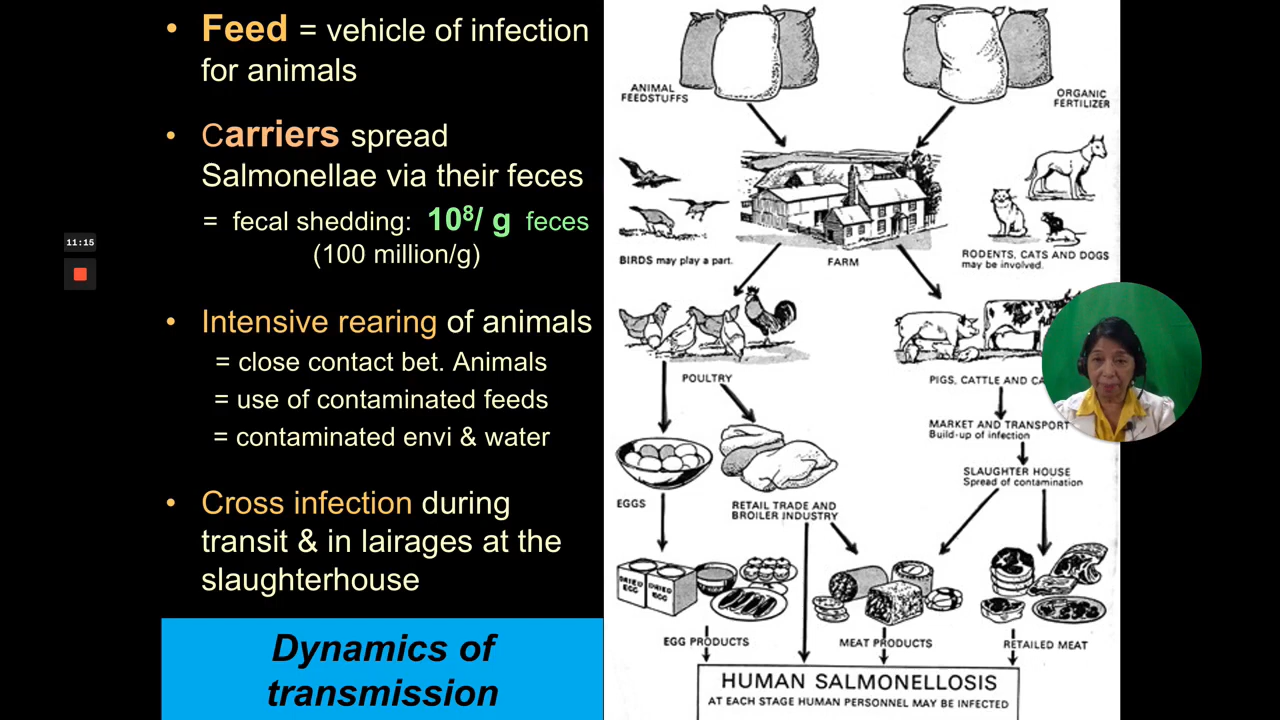 • Feed = vehicle of infection
for animals
• Carriers spread
Salmonellae via their feces
= fecal shedding: 10⁸/ g feces
(100 million/g)
11:15
• Intensive rearing of animals
= close contact bet. Animals
= use of contaminated feeds
= contaminated envi & water
• Cross infection during
transit & in lairages at the
slaughterhouse
Dynamics of
transmission
ANIMAL
FEEDSTUFFS
ORGANIC
FERTILIZER
BIRDS may play a part.
FARM
RODENTS, CATS AND DOGS
may be involved.
POULTRY
PIGS, CATTLE AND CA
MARKET AND TRANSPORT
Build-up of infection
SLAUGHTER HOUSE
Spread of contamination
EGGS
RETAIL TRADE AND
BROILER INDUSTRY
DRIED
EGG
DRIED
EGG
EGG PRODUCTS
MEAT PRODUCTS
RETAILED MEAT
HUMAN SALMONELLOSIS
AT EACH STAGE HUMAN PERSONNEL MAY BE INFECTED